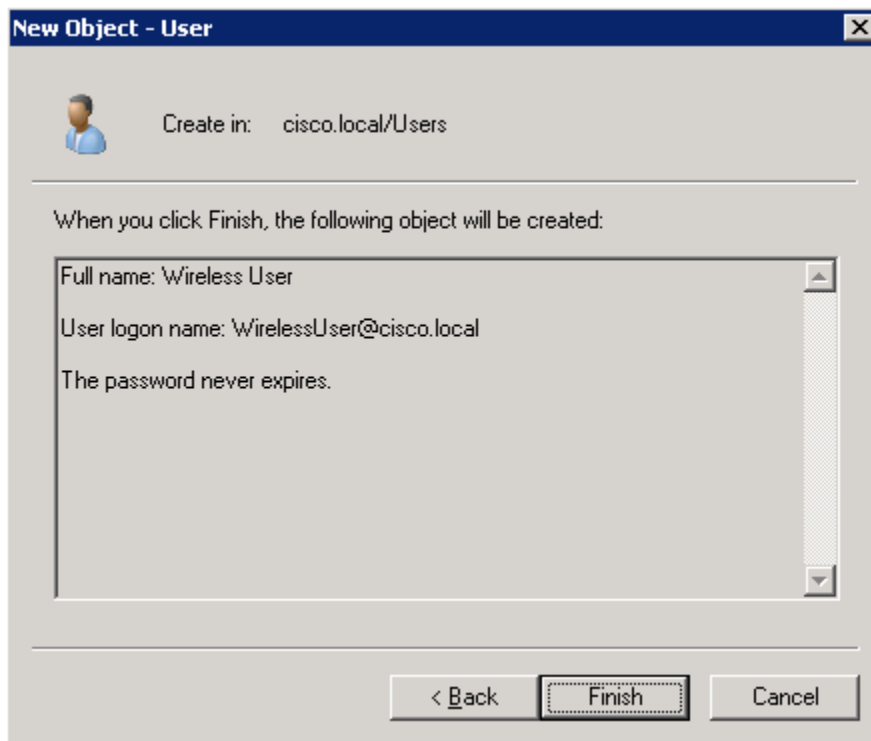 New Object - User
Create in: cisco.local/Users
When you click Finish, the following object will be created:
Full name: Wireless User
User logon name: WirelessUser@cisco.local
The password never expires.
< Back Finish Cancel